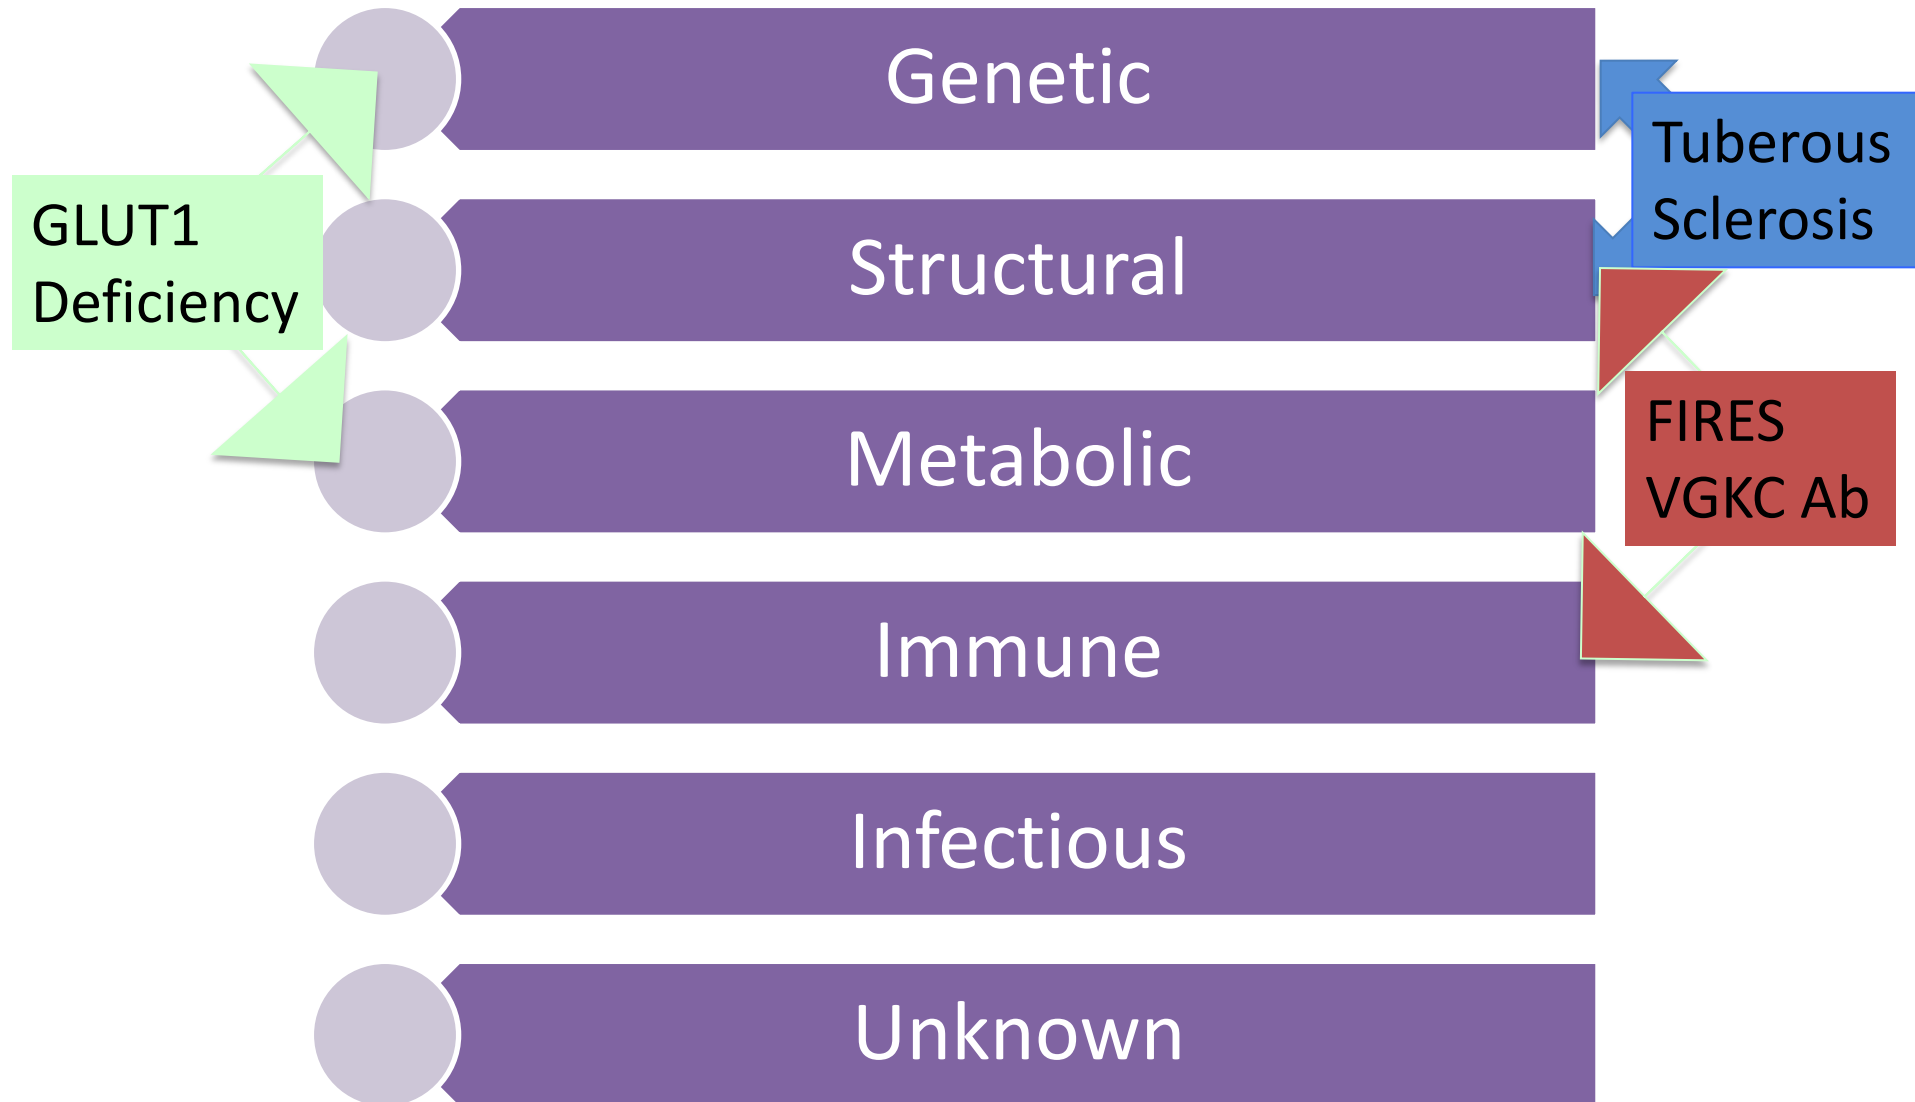 Genetic
Structural
Metabolic
Immune
Infectious
Unknown
GLUT1
Deficiency
Tuberous
Sclerosis
FIRES
VGKC Ab